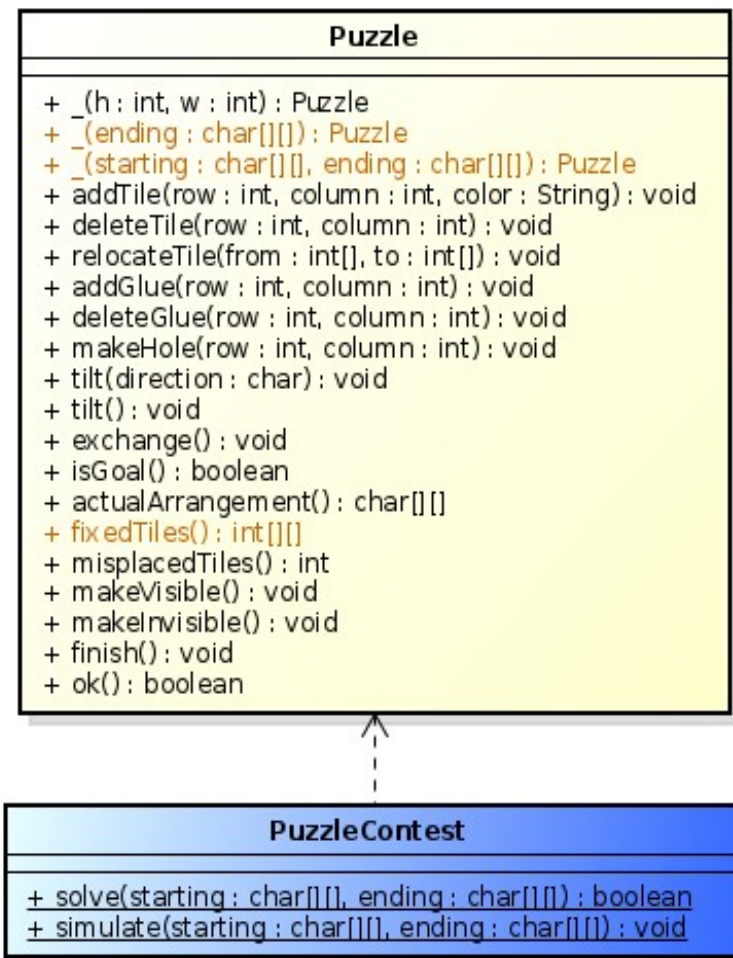 Puzzle
+ _(h : int, w : int) : Puzzle
+ _(ending : char[][]) : Puzzle
+ _(starting : char[][], ending : char[][]) : Puzzle
+ addTile(row : int, column : int, color : String) : void
+ deleteTile(row : int, column : int) : void
+ relocateTile(from : int[], to : int[]) : void
+ addGlue(row : int, column : int) : void
+ deleteGlue(row : int, column : int) : void
+ makeHole(row : int, column : int) : void
+ tilt(direction : char) : void
+ tilt() : void
+ exchange() : void
+ isGoal() : boolean
+ actualArrangement() : char[][]
+ fixedTiles() : int[][]
+ misplacedTiles() : int
+ makeVisible() : void
+ makeInvisible() : void
+ finish() : void
+ ok() : boolean
PuzzleContest
+ solve(starting : char[][], ending : char[][]) : boolean
+ simulate(starting : char[][], ending : char[][]) : void